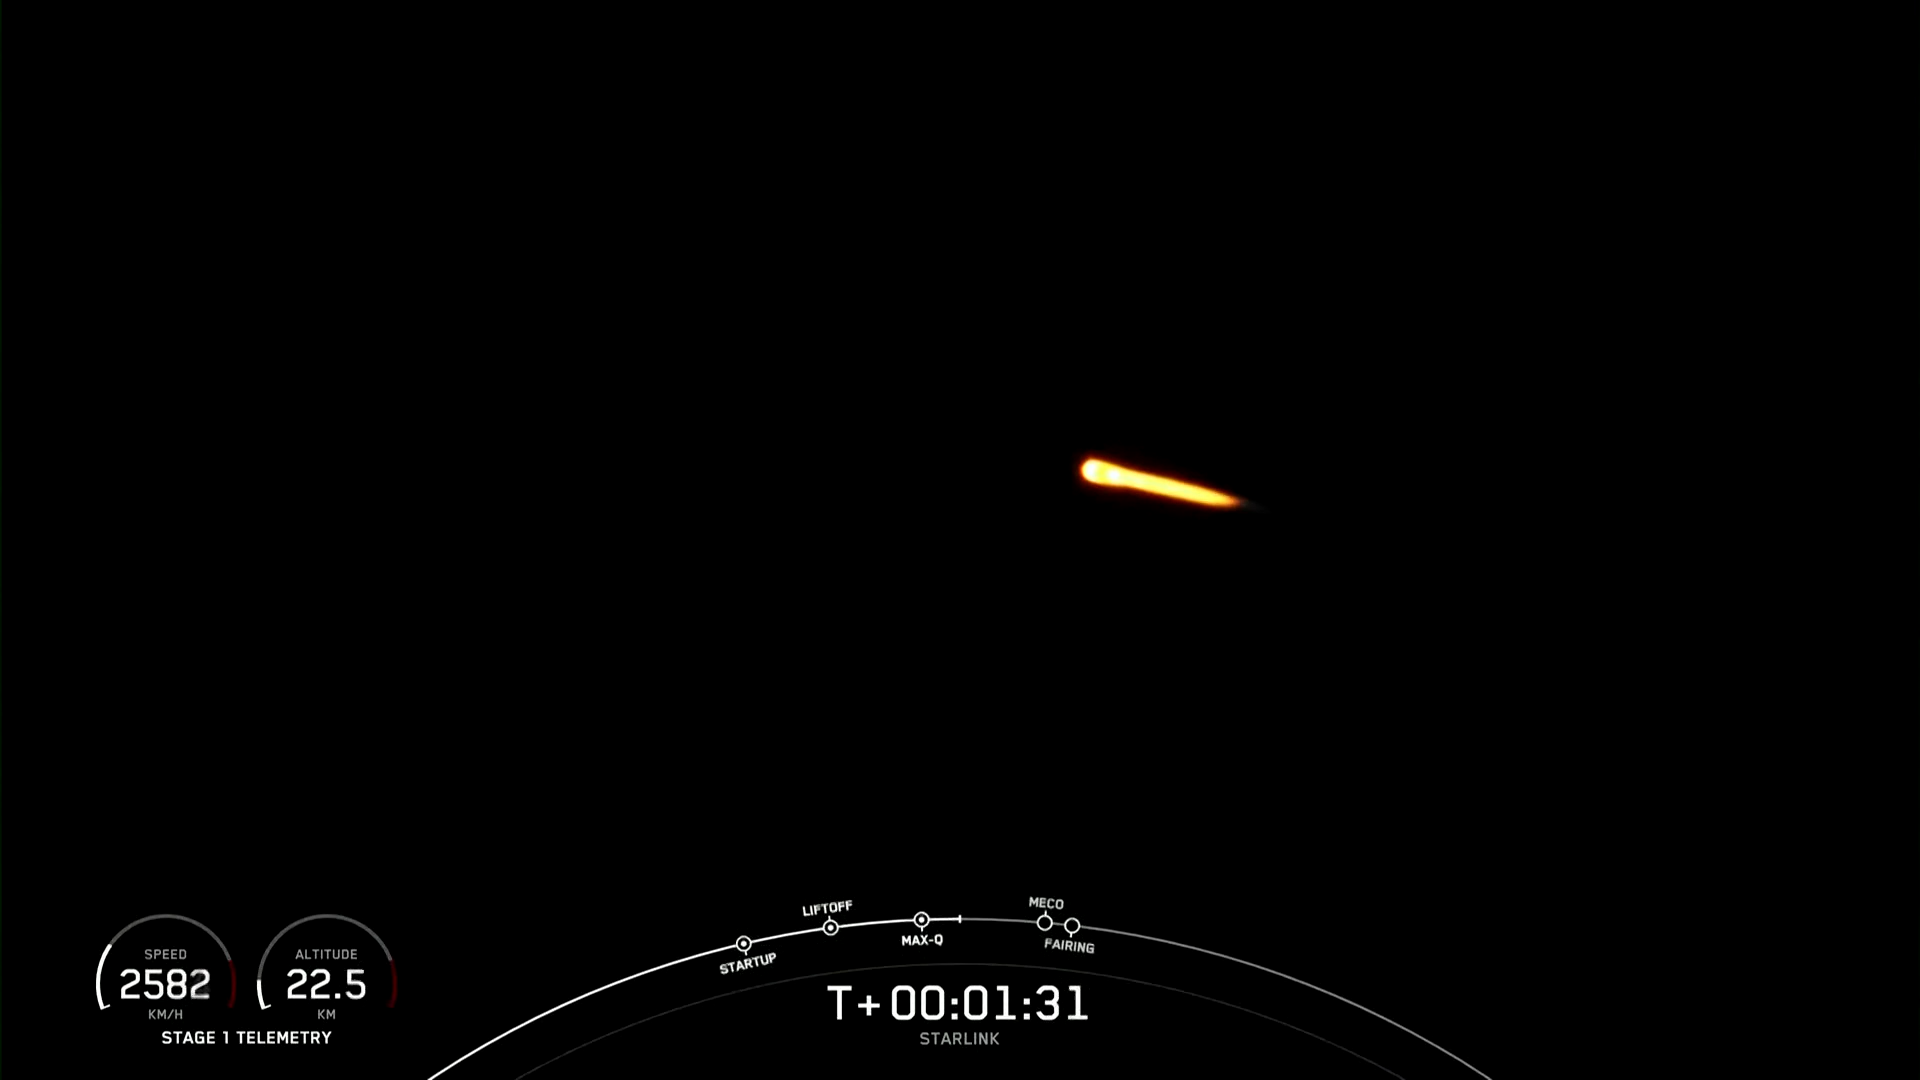 LIFTOFF
MECO
MAX-Q
FAIRING
STARTUP
SPEED
2582
KM/H
ALTITUDE
22.5
KM
STAGE 1 TELEMETRY
T+00:01:31
STARLINK